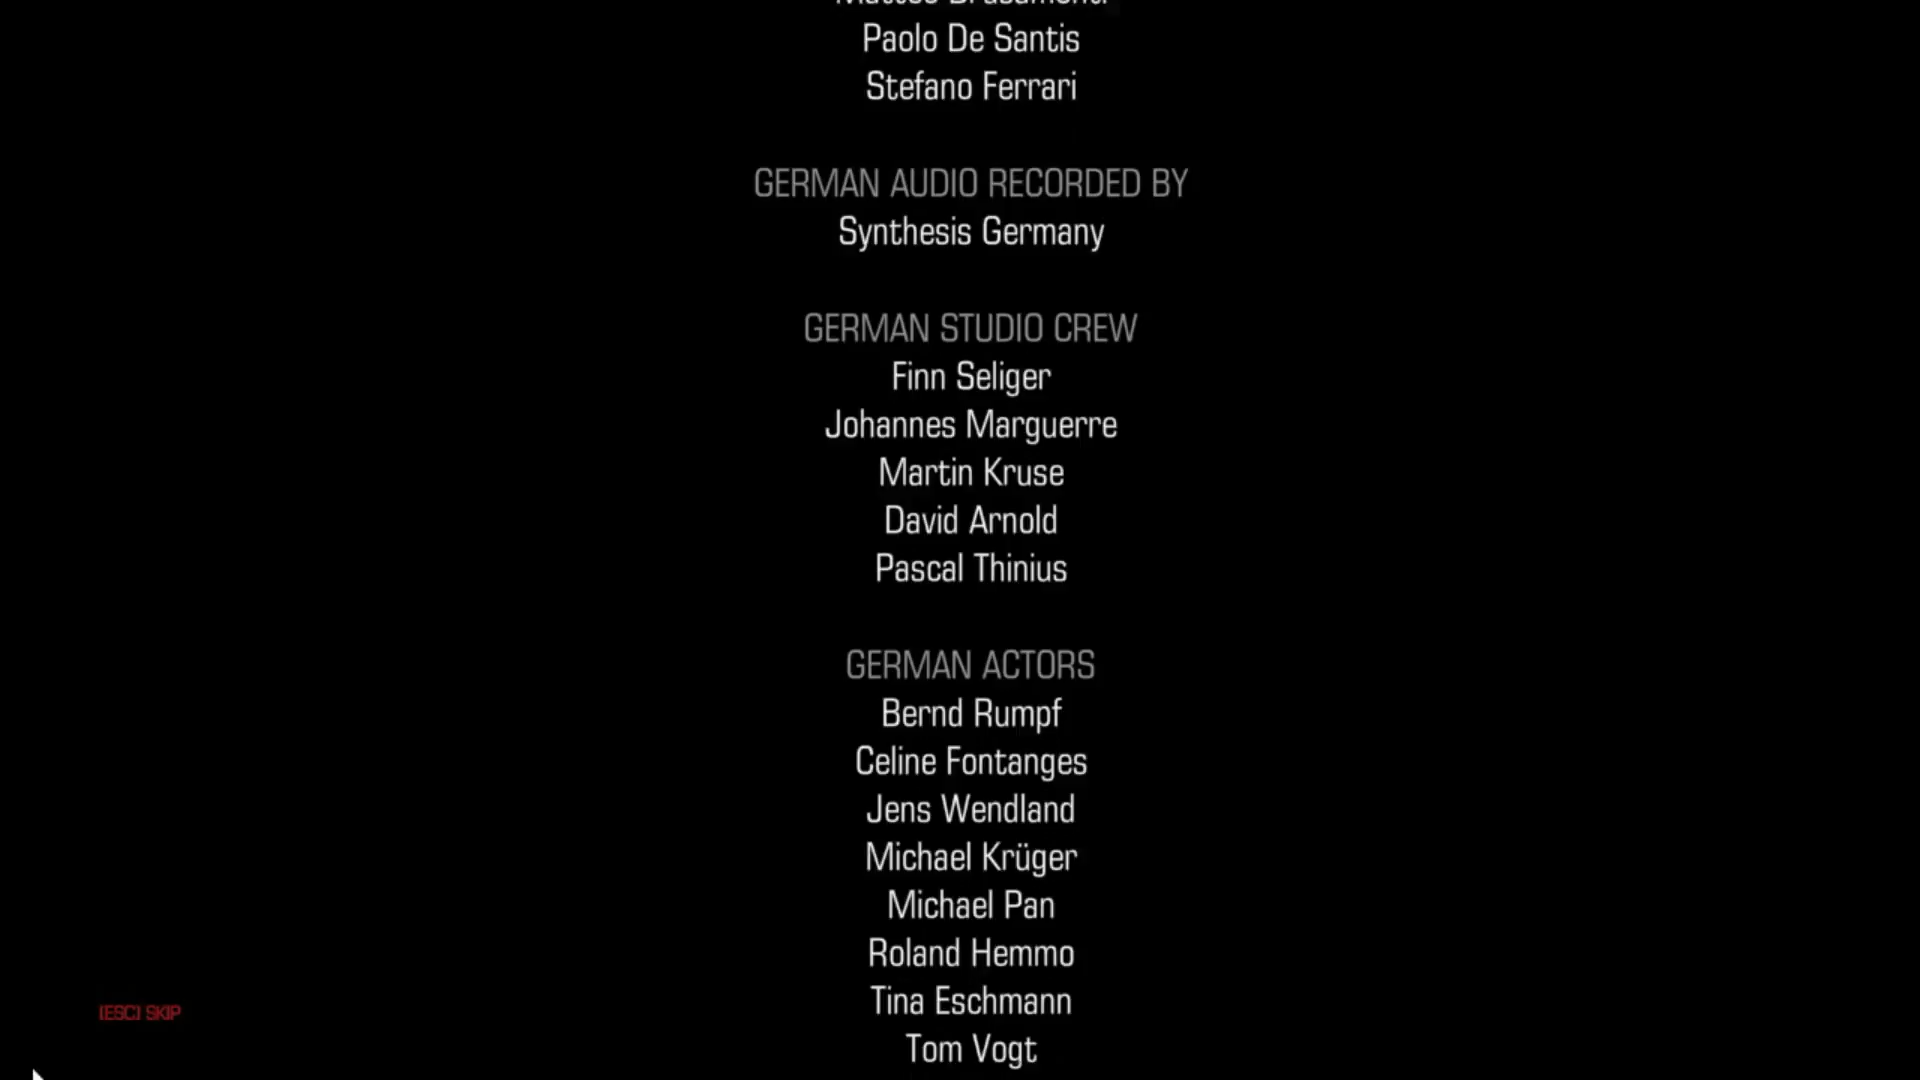 Paolo De Santis
Stefano Ferrari
GERMAN AUDIO RECORDED BY
Synthesis Germany
GERMAN STUDIO CREW
Finn Seliger
Johannes Marguerre
Martin Kruse
David Arnold
Pascal Thinius
GERMAN ACTORS
Bernd Rumpf
Celine Fontanges
Jens Wendland
Michael Krüger
Michael Pan
Roland Hemmo
Tina Eschmann
Tom Vogt
[ESC] SKIP